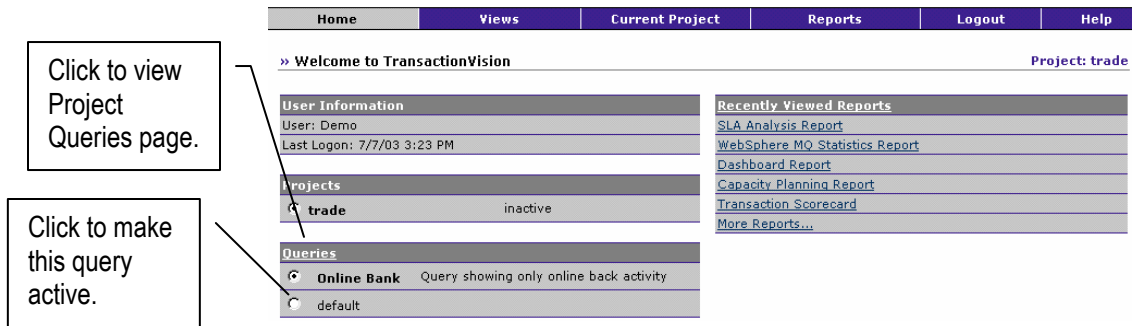 Home Views Current Project Reports Logout Help
» Welcome to TransactionVision Project: trade
Click to view
Project
Queries page.
User Information
User: Demo
Last Logon: 7/7/03 3:23 PM
Projects
trade inactive
Click to make
this query
active.
Queries
Online Bank Query showing only online back activity
default
Recently Viewed Reports
SLA Analysis Report
WebSphere MQ Statistics Report
Dashboard Report
Capacity Planning Report
Transaction Scorecard
More Reports...